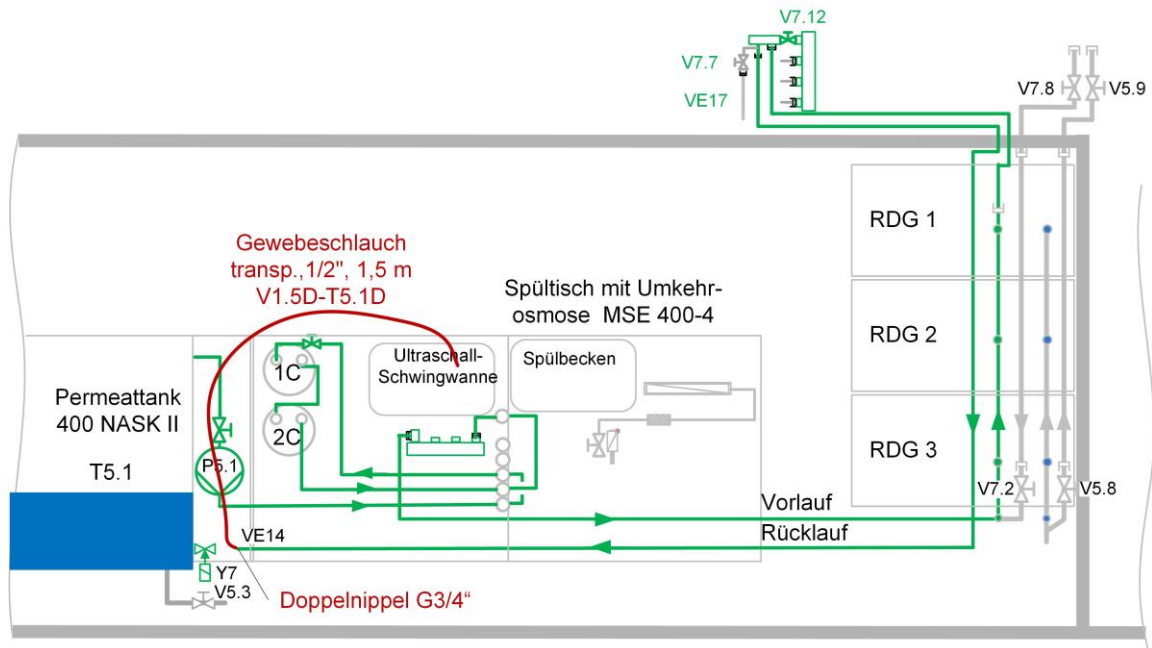 V7.12
V7.7
VE17
V7.8
V5.9
RDG 1
Gewebeschlauch
transp.,1/2", 1,5 m
V1.5D-T5.1D
Spültisch mit Umkehr-
osmose MSE 400-4
RDG 2
1C
Ultraschall-
Schwingwanne
Spülbecken
Permeattank
400 NASK II
2C
RDG 3
T5.1
P5.1
V7.2
V5.8
Vorlauf
VE14
Rücklauf
Y7
V5.3
Doppelnippel G3/4“